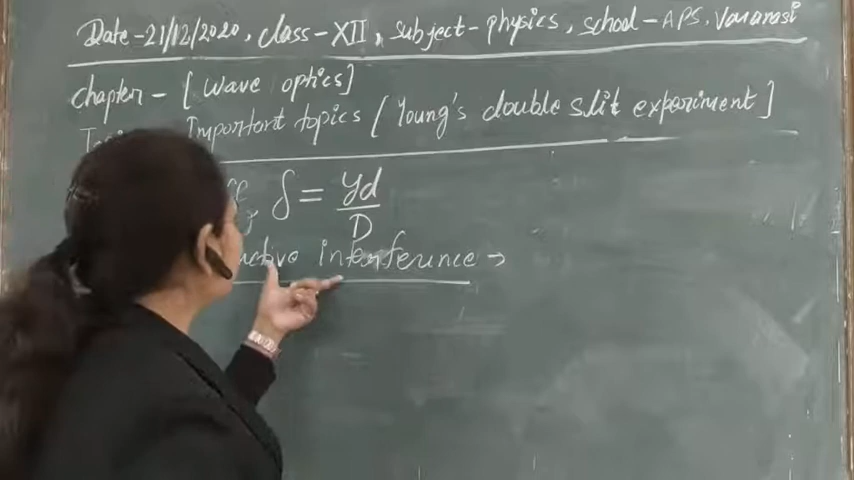 Date-21/12/2020, class-XII, Subject-physics, school-APS, Varanasi
chapter - [wave optics]
Important topics [Young's double slit experiment]
δ = yd/D
interference →